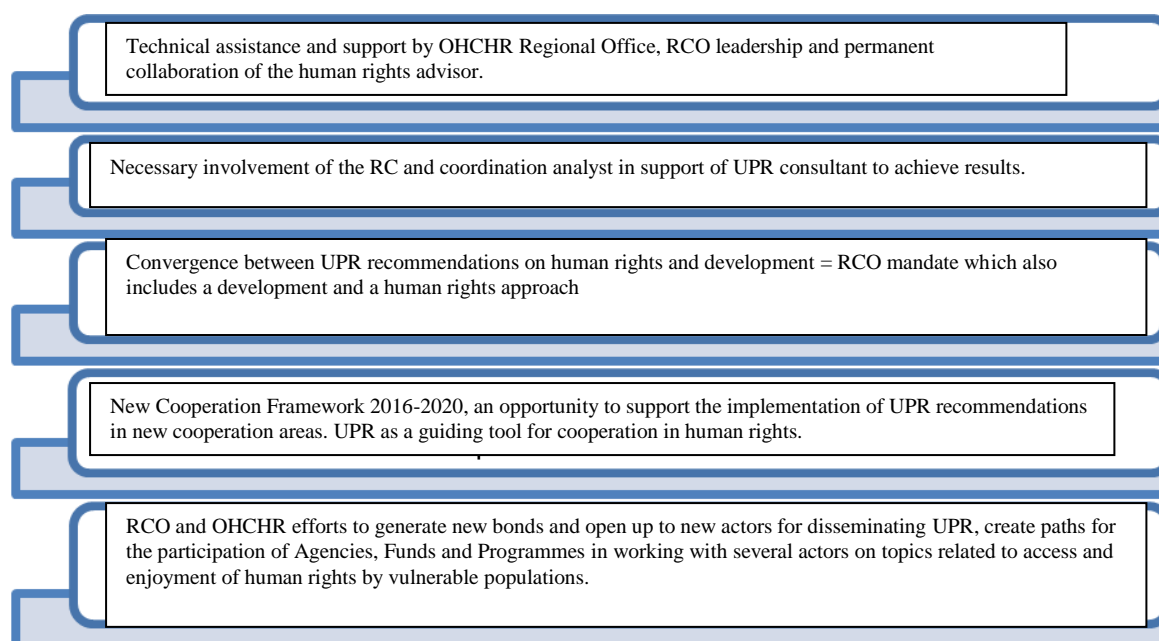 Technical assistance and support by OHCHR Regional Office, RCO leadership and permanent
collaboration of the human rights advisor.
Necessary involvement of the RC and coordination analyst in support of UPR consultant to achieve results.
Convergence between UPR recommendations on human rights and development = RCO mandate which also
includes a development and a human rights approach
New Cooperation Framework 2016-2020, an opportunity to support the implementation of UPR recommendations
in new cooperation areas. UPR as a guiding tool for cooperation in human rights.
RCO and OHCHR efforts to generate new bonds and open up to new actors for disseminating UPR, create paths for
the participation of Agencies, Funds and Programmes in working with several actors on topics related to access and
enjoyment of human rights by vulnerable populations.